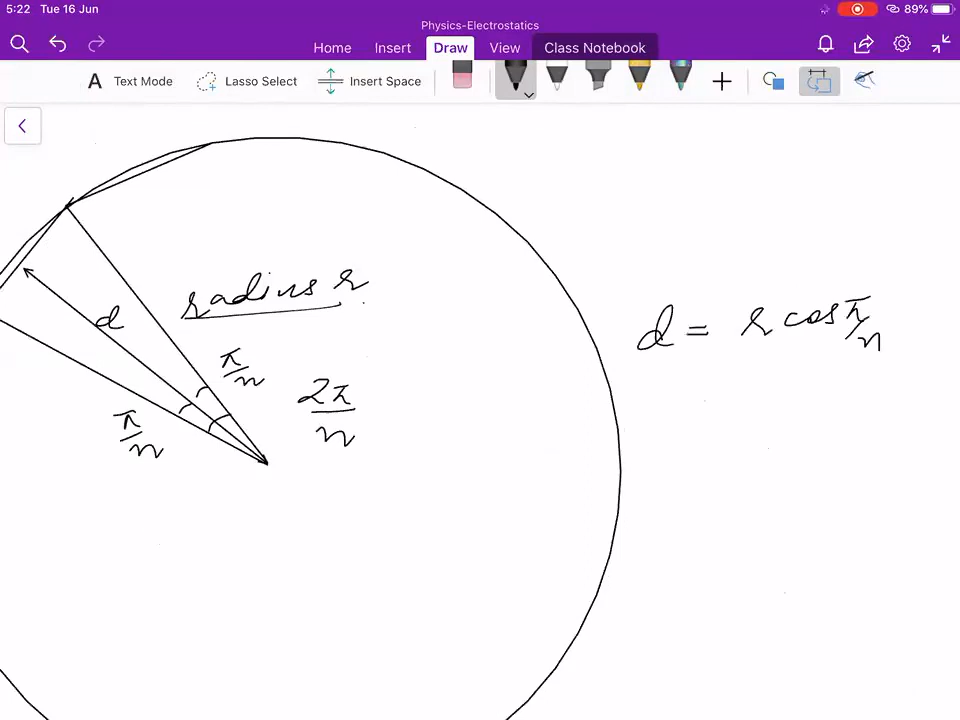 5:22 Tue 16 Jun
89%
Physics-Electrostatics
Home Insert Draw View Class Notebook
A Text Mode Lasso Select Insert Space
radius r
d
π/n
2π/n
π/n
d = r cos π/n